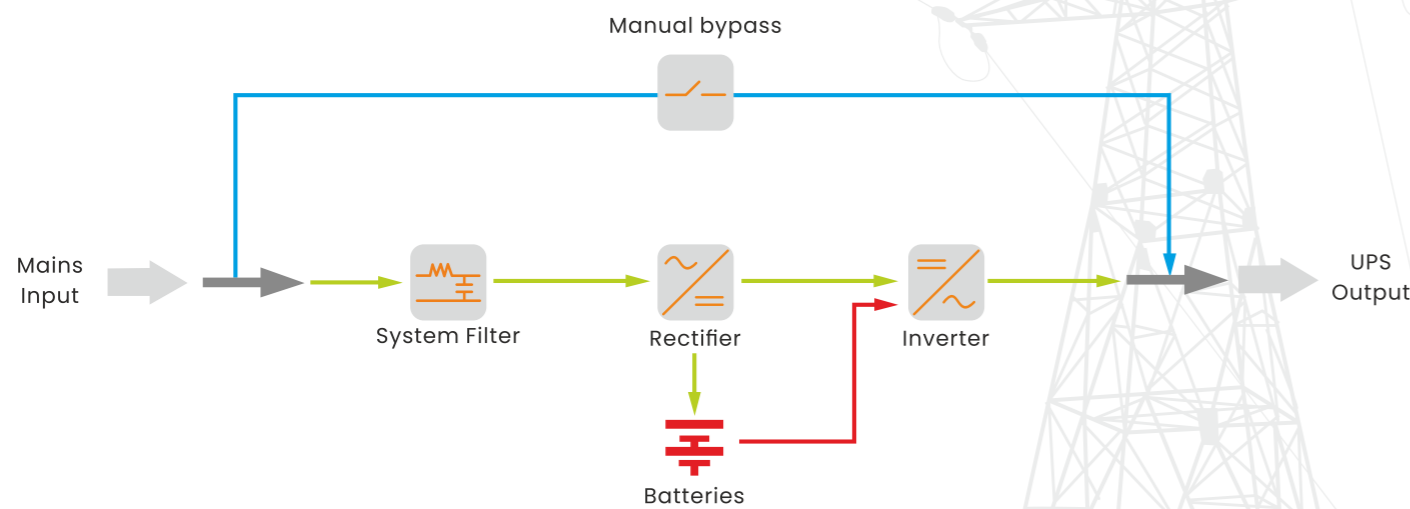 Manual bypass
Mains
Input
System Filter
Rectifier
Inverter
UPS
Output
Batteries